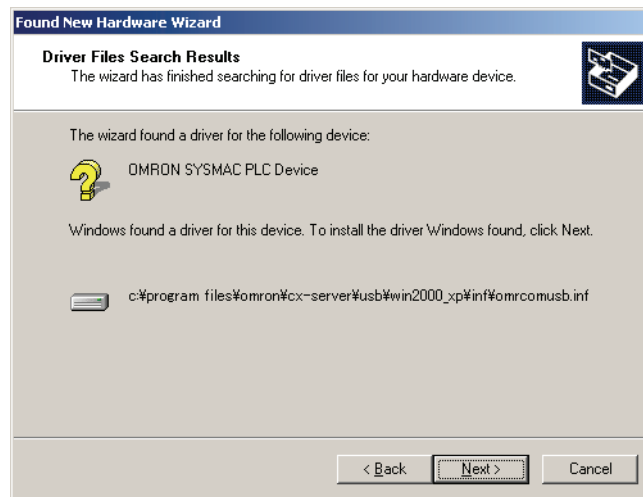 Found New Hardware Wizard
Driver Files Search Results
The wizard has finished searching for driver files for your hardware device.
The wizard found a driver for the following device:
OMRON SYSMAC PLC Device
Windows found a driver for this device. To install the driver Windows found, click Next.
c:¥program files¥omron¥cx-server¥usb¥win2000_xp¥inf¥omrcomusb.inf
< Back Next > Cancel